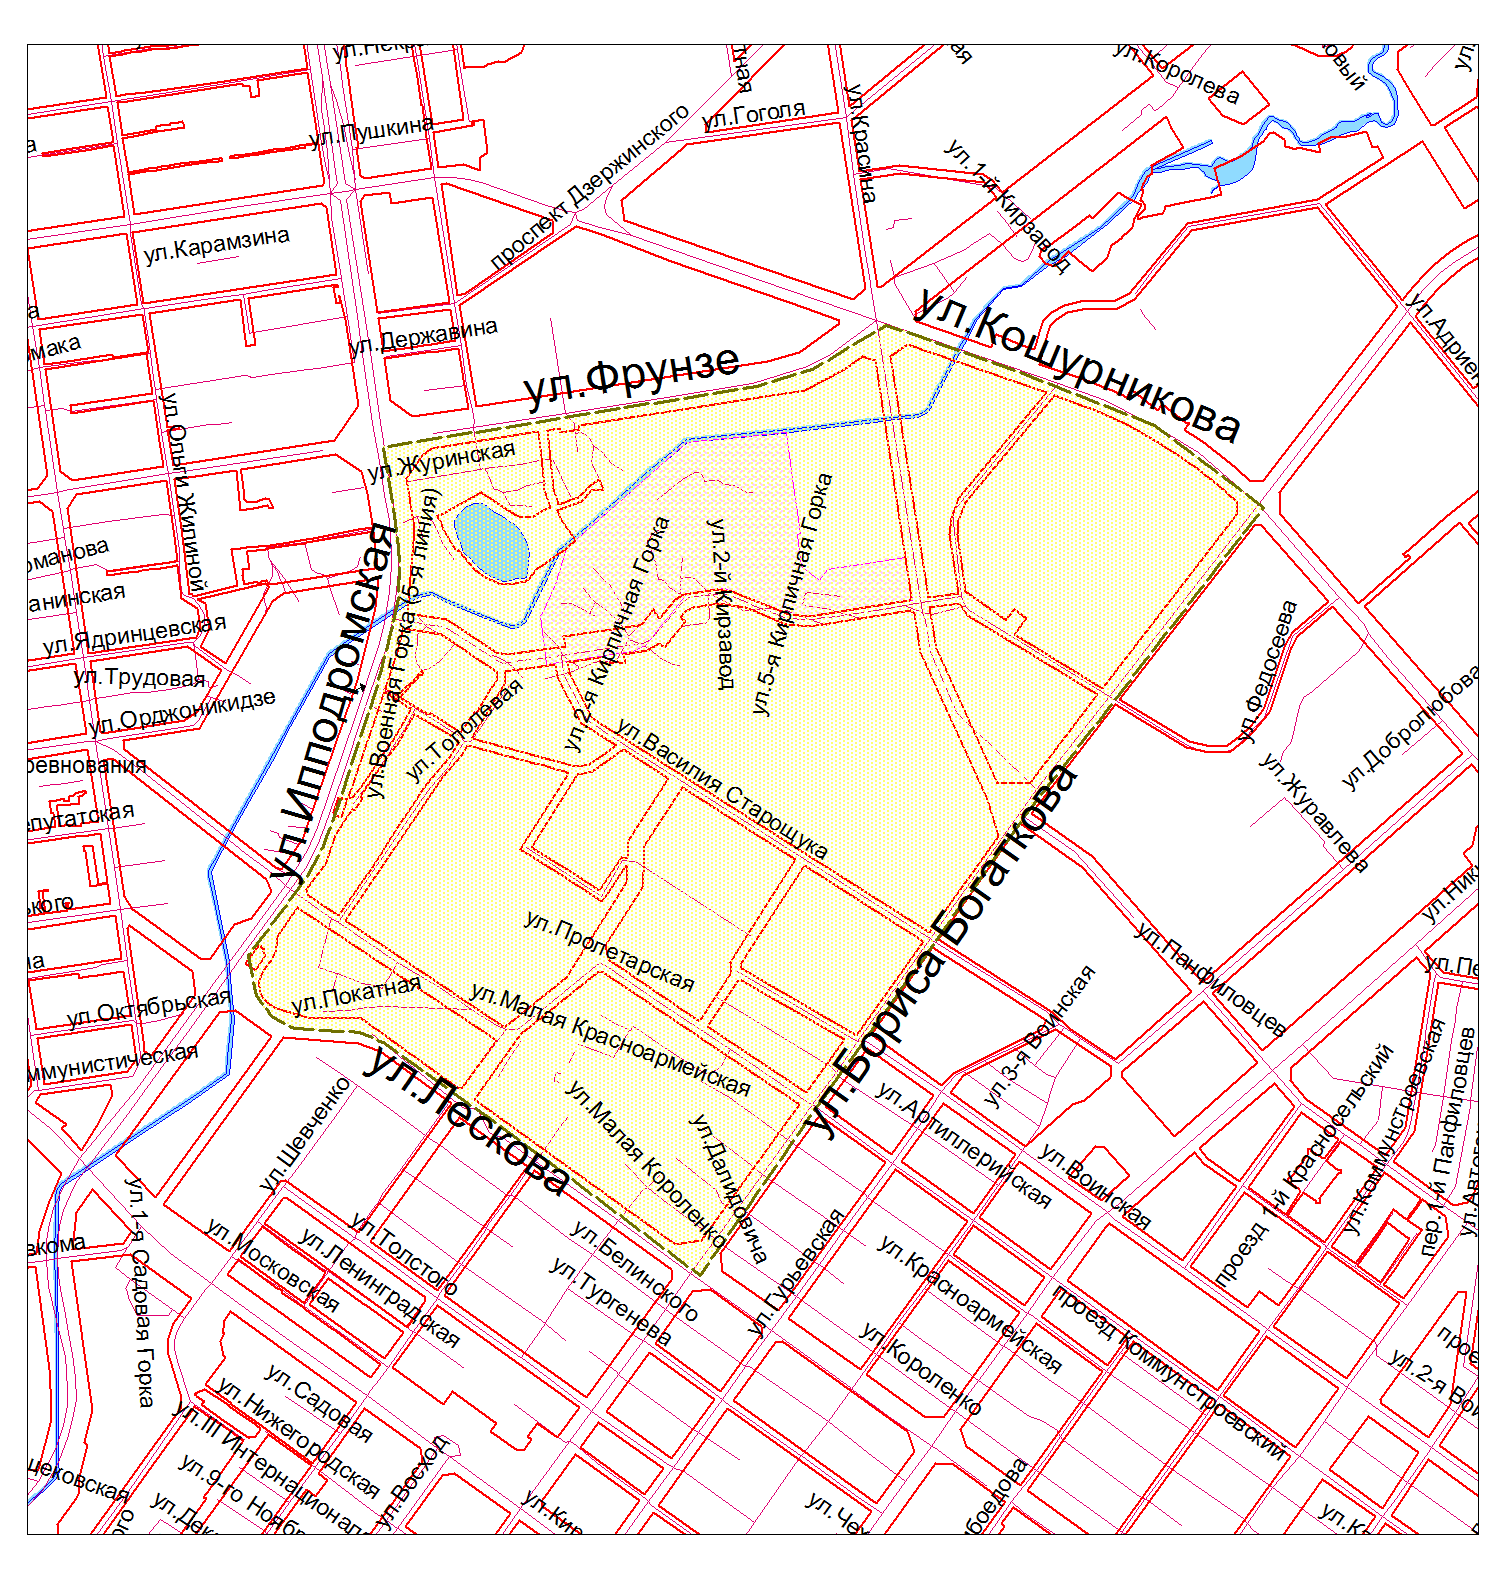 ул.Королева
ул.Гоголя
ул.Красина
ул.Пушкина
проспект Дзержинского
ул.1-й Кирзавод
ул.Карамзина
ул.Державина
ул.Кошурникова
ул.Фрунзе
ул.Ольги Жилиной
ул.Журинская
ул.Ипподромская
ул.Военная Горка 75-я линия)
ул.2-я Кирпичная Горка
ул.2-й Кирзавод
ул.5-я Кирпичная Горка
ул.Ядринцевская
ул.Трудовая
ул.Орджоникидзе
ул.Тополевая
ул.Василия Старощука
ул.Федосеева
ул.Добролюбова
ул.Журавлева
ул.Бориса Богаткова
ул.Пролетарская
ул.Панфиловцев
ул.Октябрьская
ул.Покатная
ул.Малая Красноармейская
ул.3-я Воинская
ул.Лескова
ул.Шевченко
ул.Малая Короленко
ул.Далидовича
ул.Артиллерийская
ул.Воинская
проезд 1-й Красносельский
ул.Коммунстроевская
пер.1-й Панфиловцев
ул.1-я Садовая Горка
ул.Московская
ул.Ленинградская
ул.Толстого
ул.Белинского
ул.Тургенева
ул.Гурьевская
ул.Красноармейская
проезд Коммунстроевский
ул.Короленко
ул.Садовая
ул.Нижегородская
ул.III Интернационал
ул.9-го Нояб
ул.Восход